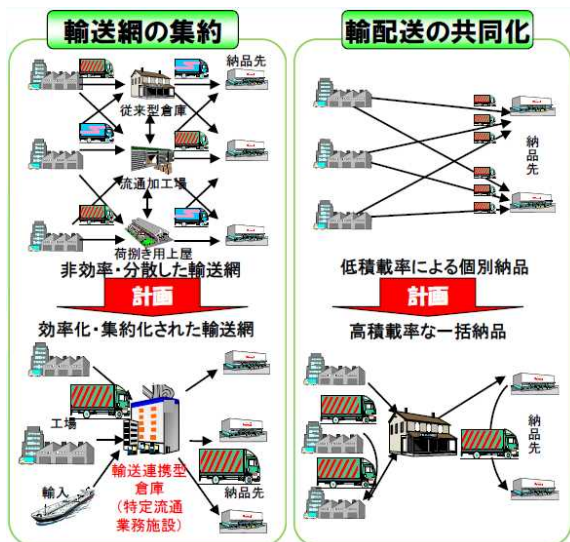 輸送網の集約
納品先
従来型倉庫
流通加工場
荷捌き用上屋
非効率・分散した輸送網
計画
効率化・集約化された輸送網
工場
輸入
輸送連携型
倉庫
(特定流通
業務施設)
納品先
輸配送の共同化
納品先
低積載率による個別納品
計画
高積載率な一括納品
納品先